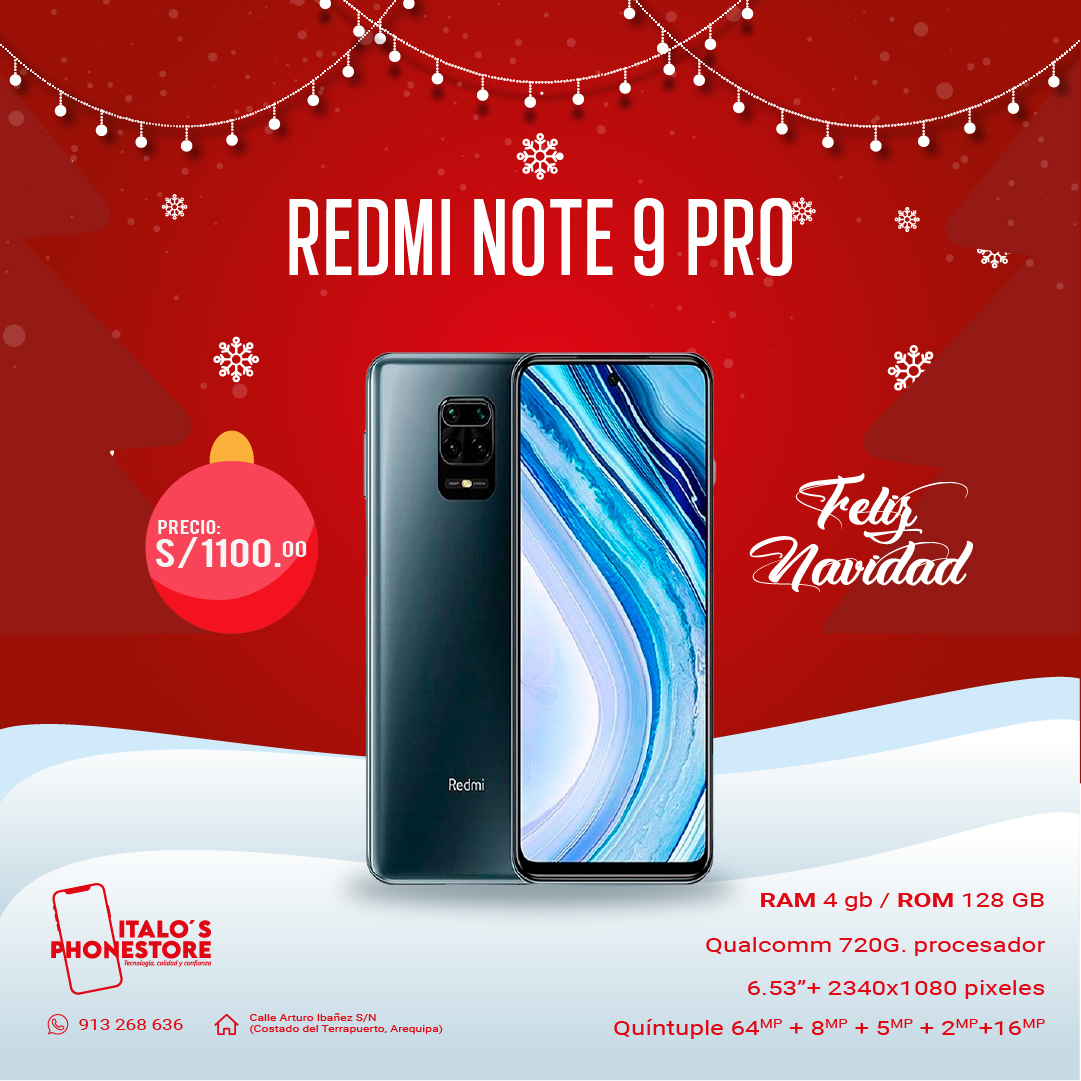 REDMI NOTE 9 PRO
PRECIO:
S/1100.00
Feliz
Navidad
Redmi
RAM 4 gb / ROM 128 GB
Qualcomm 720G. procesador
6.53”+ 2340x1080 pixeles
Quíntuple 64MP + 8MP + 5MP + 2MP+16MP
ITALO´S
PHONESTORE
Tecnología, calidad y confianza
913 268 636
Calle Arturo Ibañez S/N
(Costado del Terrapuerto, Arequipa)